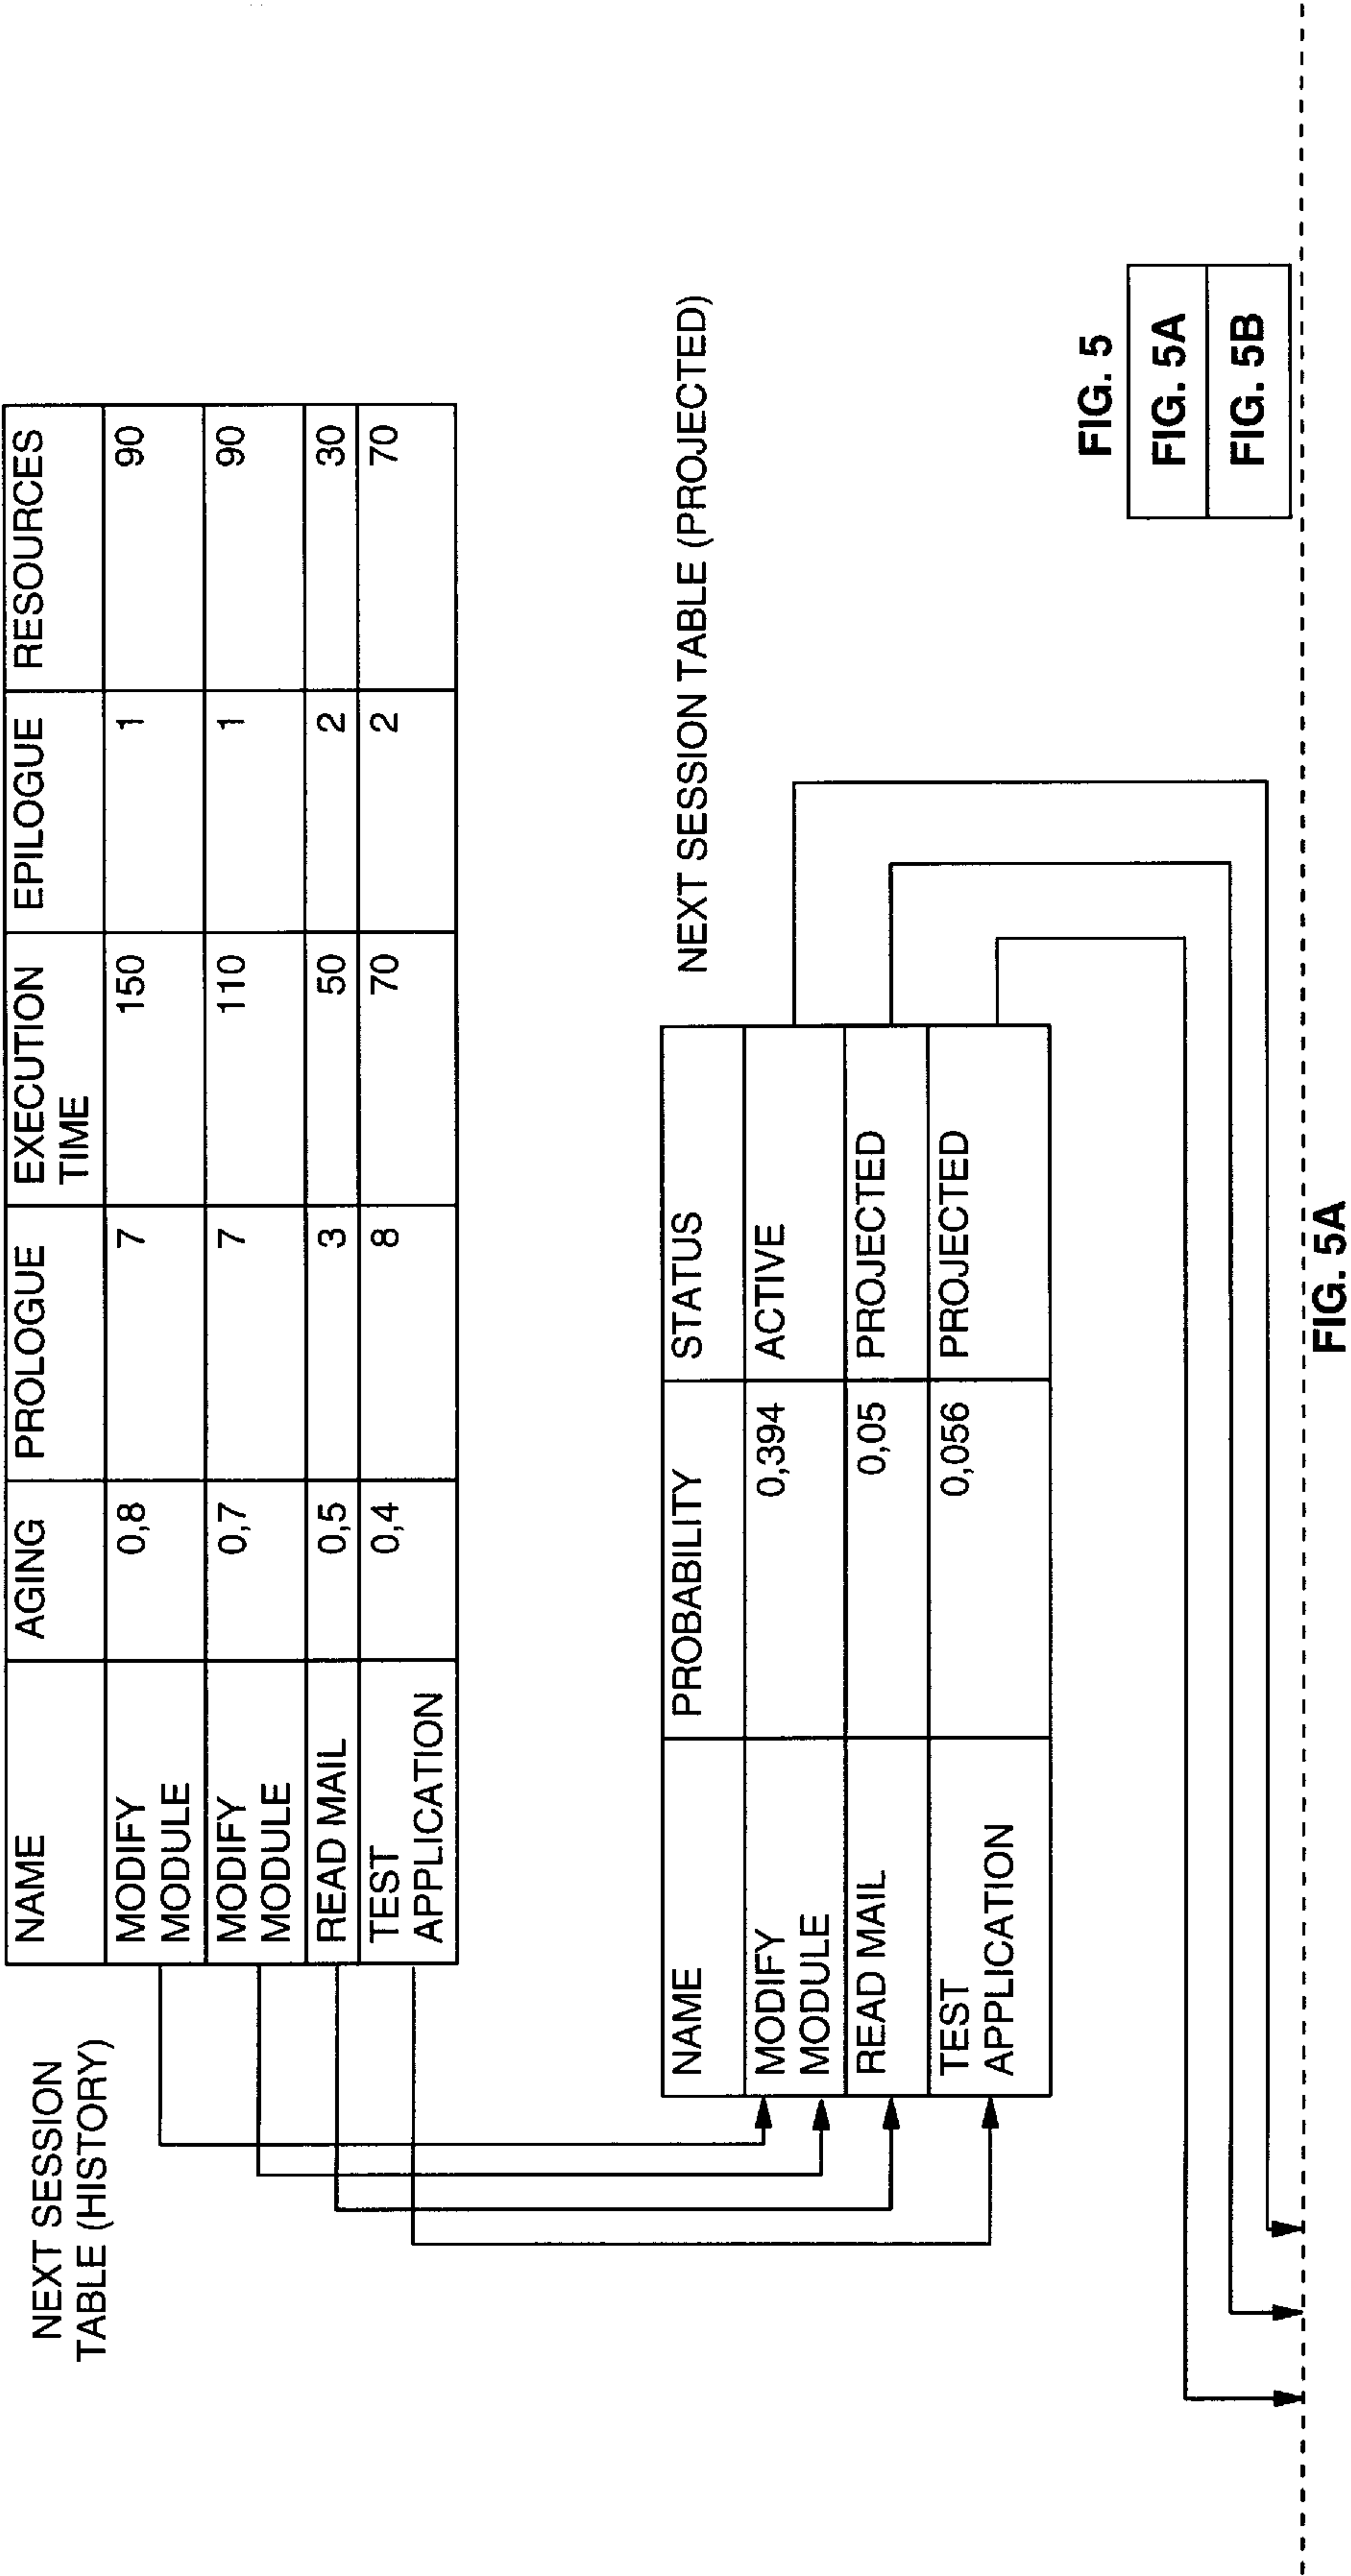 NEXT SESSION
TABLE (HISTORY)
NAME AGING PROLOGUE EXECUTION TIME EPILOGUE RESOURCES
MODIFY MODULE 0,8 7 150 1 90
MODIFY MODULE 0,7 7 110 1 90
READ MAIL 0,5 3 50 2 30
TEST APPLICATION 0,4 8 70 2 70
NEXT SESSION TABLE (PROJECTED)
NAME PROBABILITY STATUS
MODIFY MODULE 0,394 ACTIVE
READ MAIL 0,05 PROJECTED
TEST APPLICATION 0,056 PROJECTED
FIG. 5
FIG. 5A
FIG. 5B
FIG. 5A